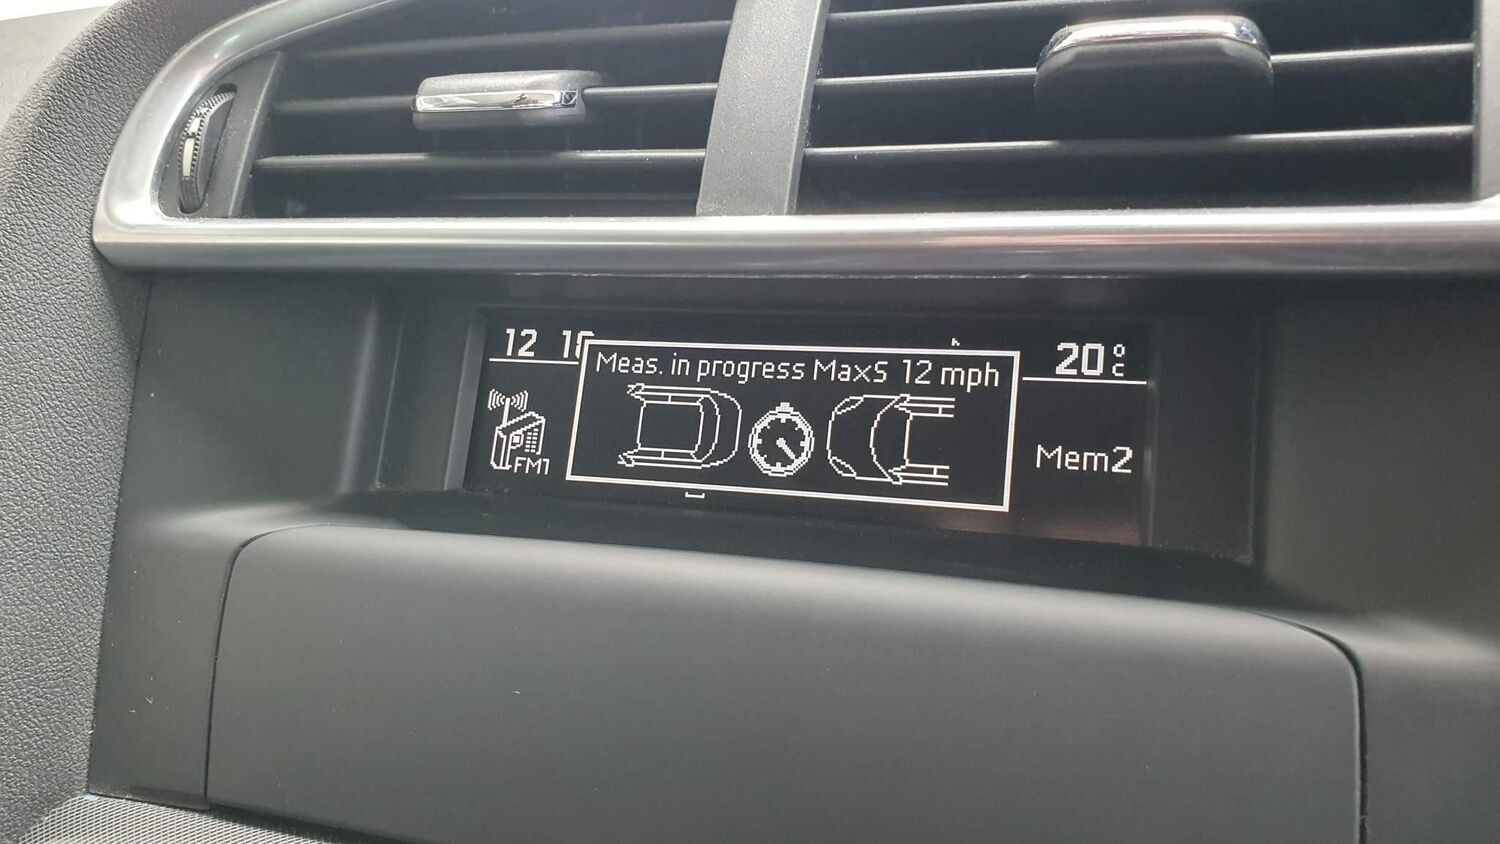 12
20°C
Meas. in progress MaxS 12 mph
FM1
Mem2